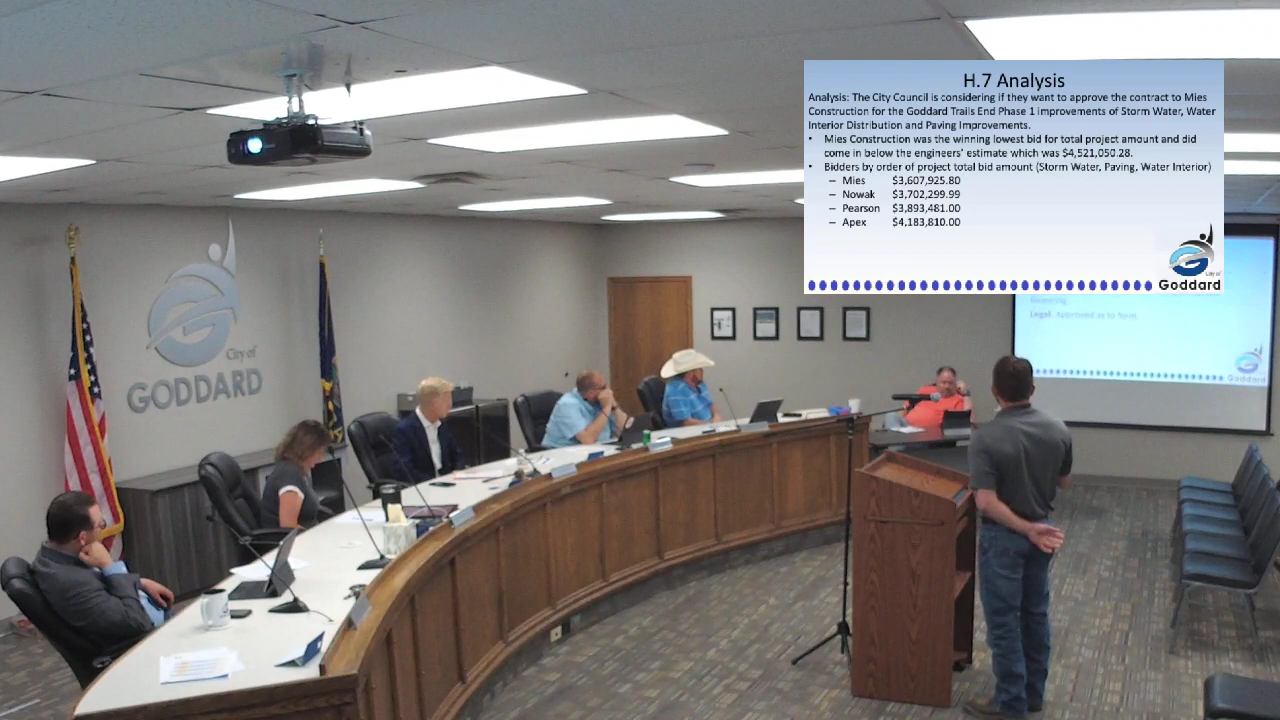 H.7 Analysis
Analysis: The City Council is considering if they want to approve the contract to Mies
Construction for the Goddard Trails End Phase 1 improvements of Storm Water, Water
Interior Distribution and Paving Improvements.
• Mies Construction was the winning lowest bid for total project amount and did
come in below the engineers' estimate which was $4,521,050.28.
• Bidders by order of project total bid amount (Storm Water, Paving, Water Interior)
– Mies $3,607,925.80
– Nowak $3,702,299.99
– Pearson $3,893,481.00
– Apex $4,183,810.00
City of
Goddard
City of
GODDARD
Legal: Approved as to form.
Goddard